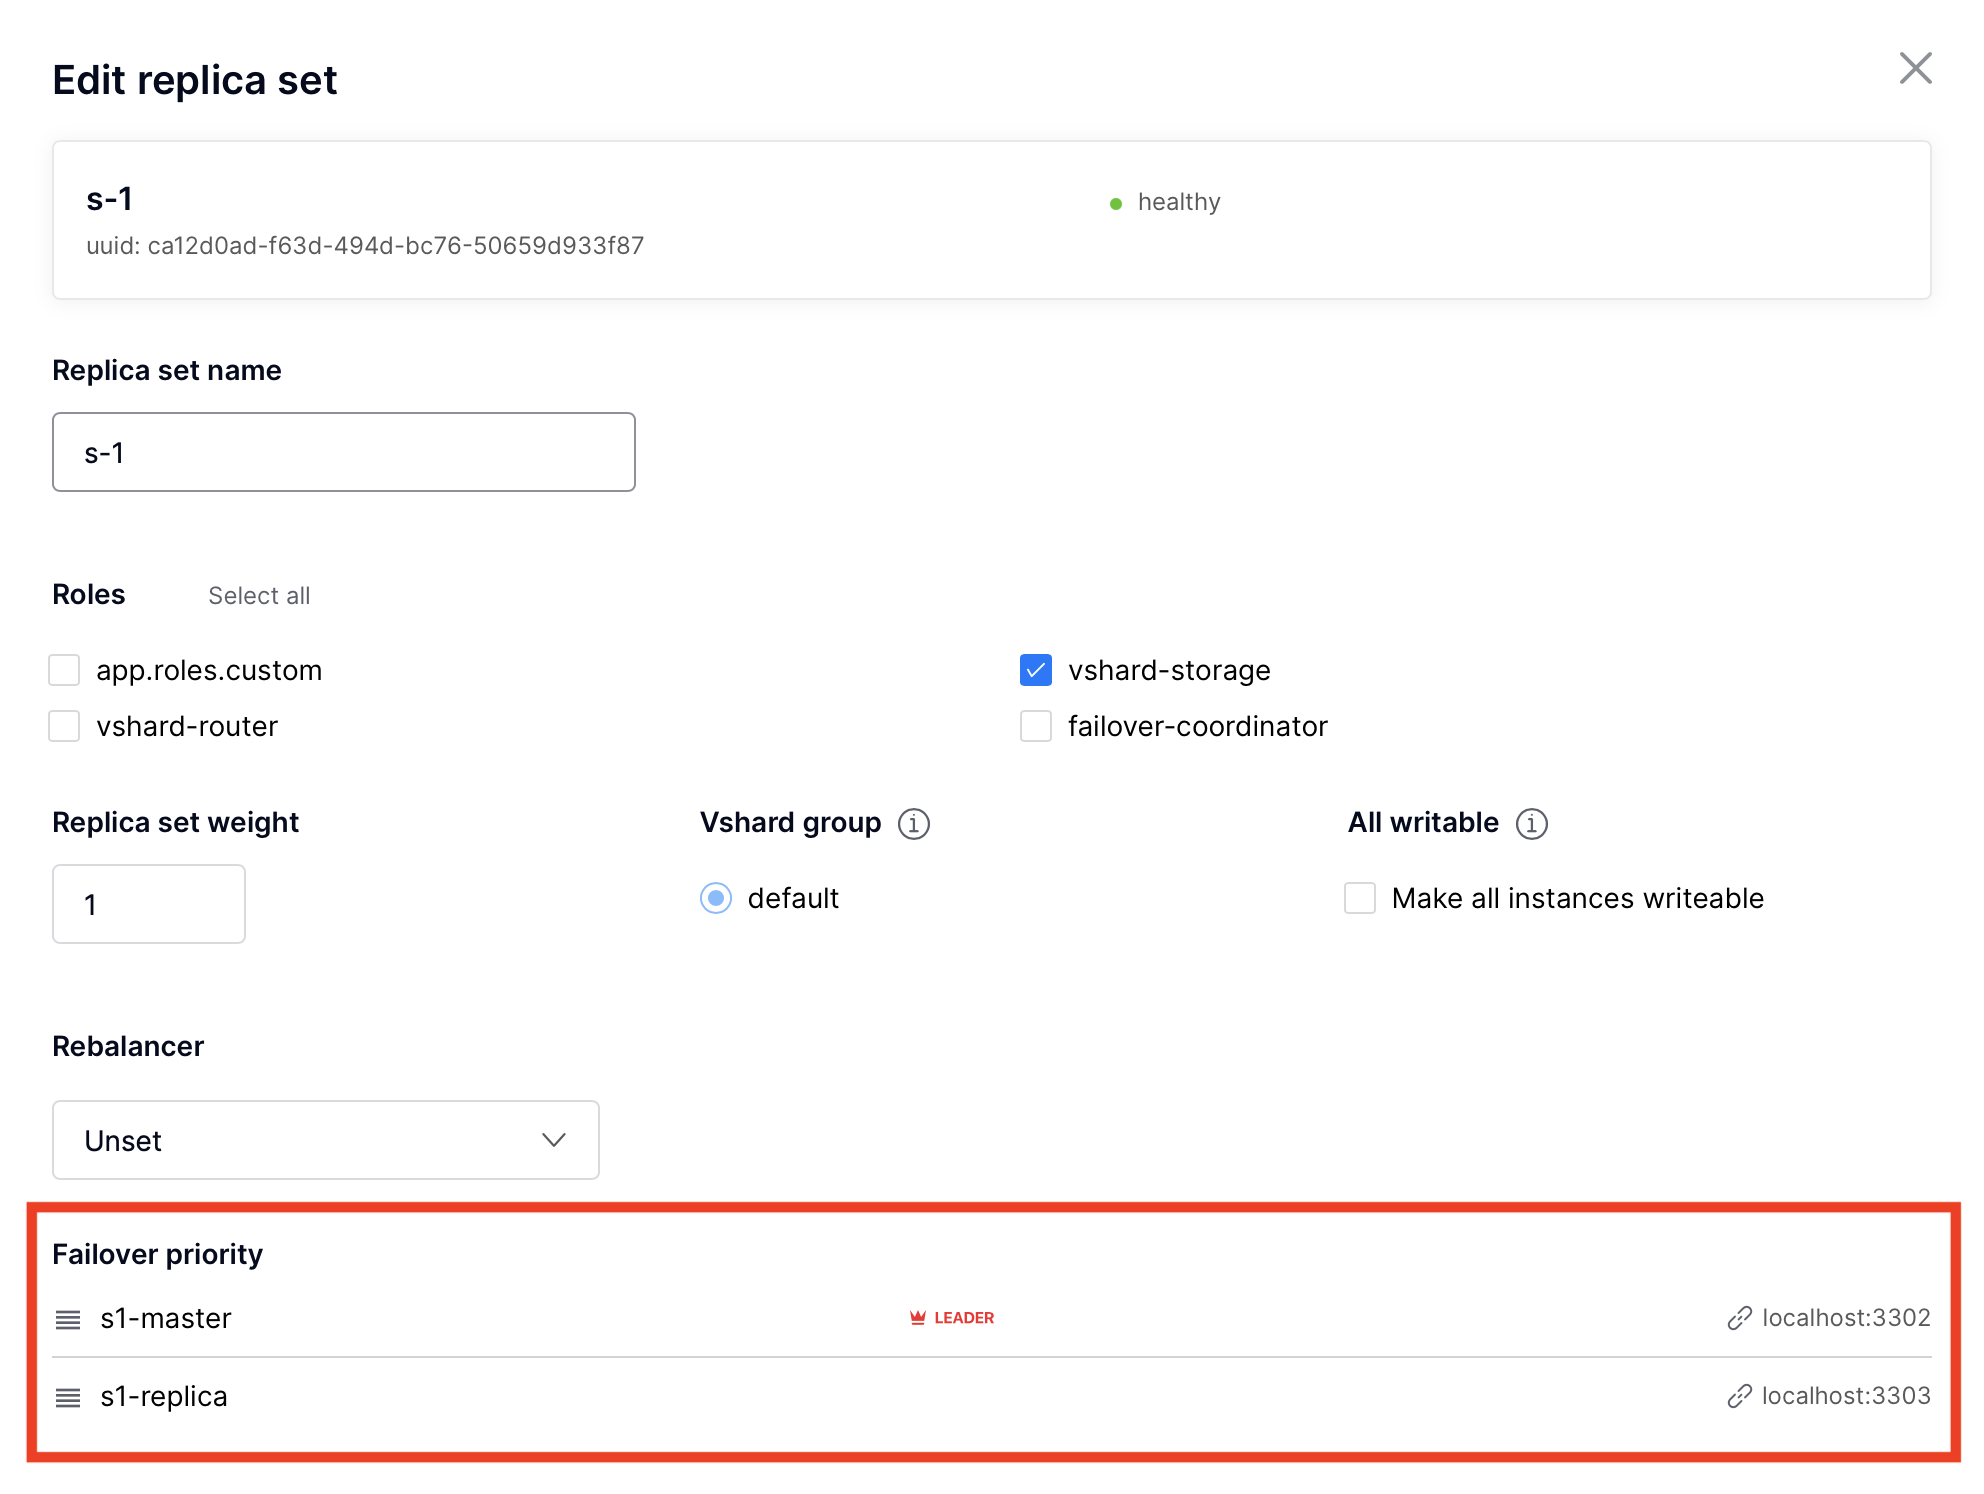 Edit replica set
s-1
healthy
uuid: ca12d0ad-f63d-494d-bc76-50659d933f87
Replica set name
s-1
Roles Select all
app.roles.custom vshard-storage
vshard-router failover-coordinator
Replica set weight Vshard group All writable
1 default Make all instances writeable
Rebalancer
Unset
Failover priority
s1-master LEADER localhost:3302
s1-replica localhost:3303